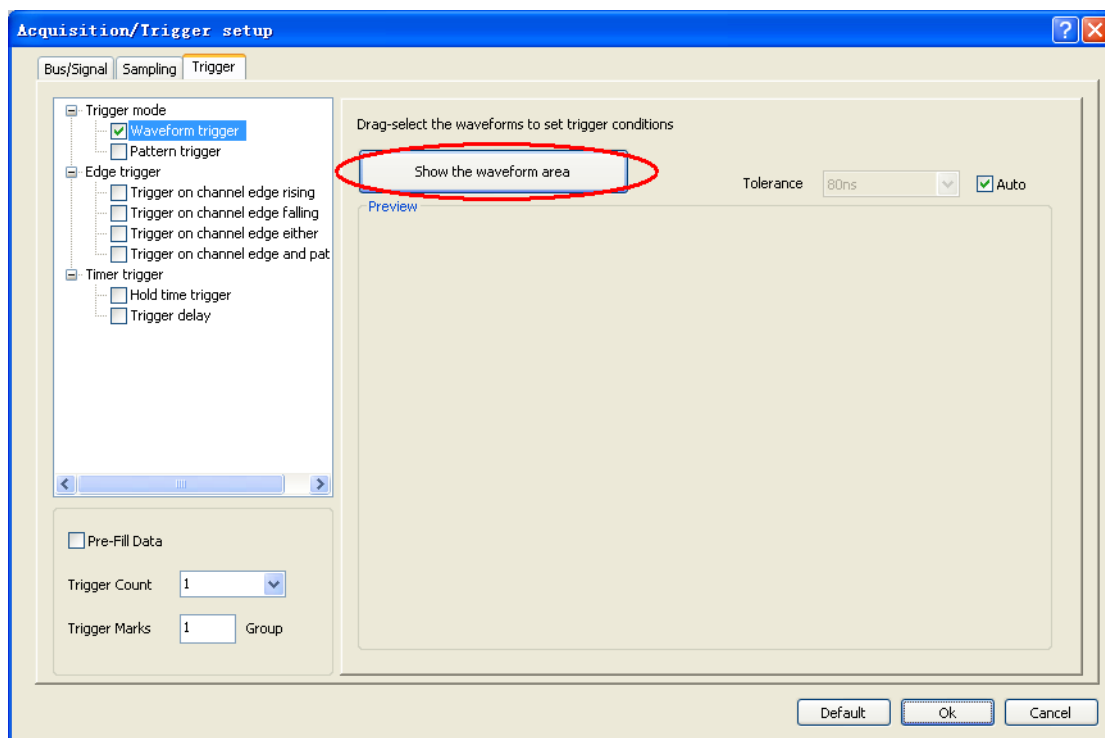 Acquisition/Trigger setup
Bus/Signal Sampling Trigger
Trigger mode
Waveform trigger
Pattern trigger
Edge trigger
Trigger on channel edge rising
Trigger on channel edge falling
Trigger on channel edge either
Trigger on channel edge and pat
Timer trigger
Hold time trigger
Trigger delay
Pre-Fill Data
Trigger Count 1
Trigger Marks 1 Group
Drag-select the waveforms to set trigger conditions
Show the waveform area
Tolerance 80ns Auto
Preview
Default Ok Cancel